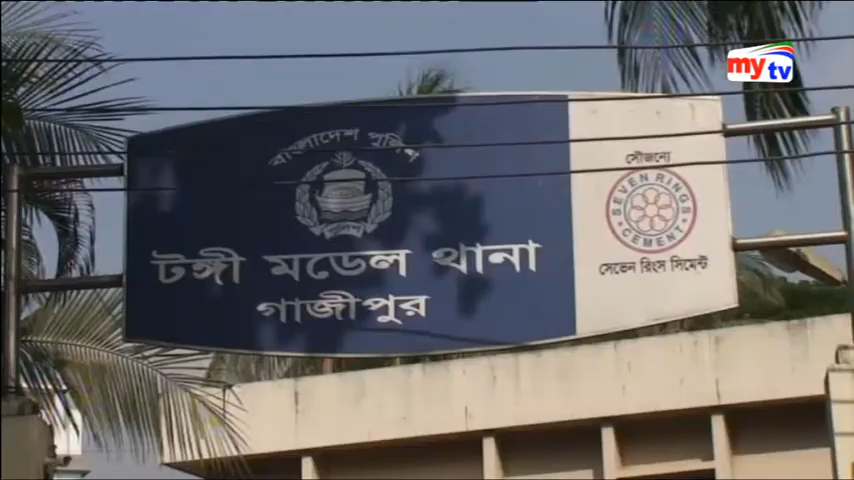 my tv
বাংলাদেশ পুলিশ
টঙ্গী মডেল থানা
গাজীপুর
সৌজন্যে
SEVEN RINGS CEMENT
সেভেন রিংস সিমেন্ট